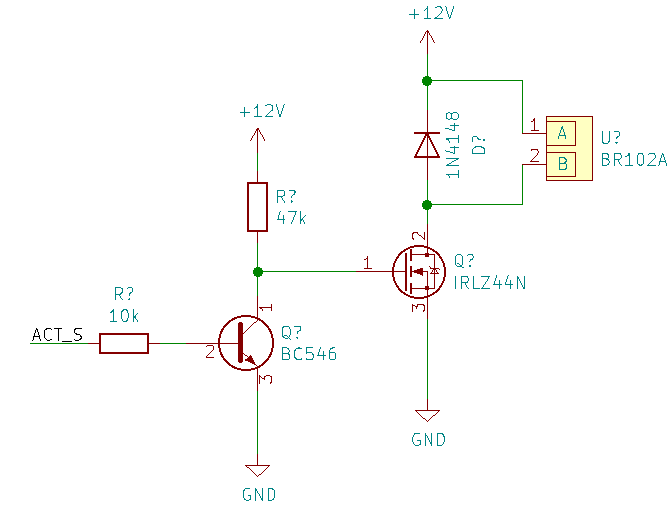 +12V
+12V
1N4148
D?
1
A
U?
2
B
BR102A
R?
47k
2
1
Q?
IRLZ44N
3
R?
10k
1
ACT_S
2
Q?
BC546
3
GND
GND